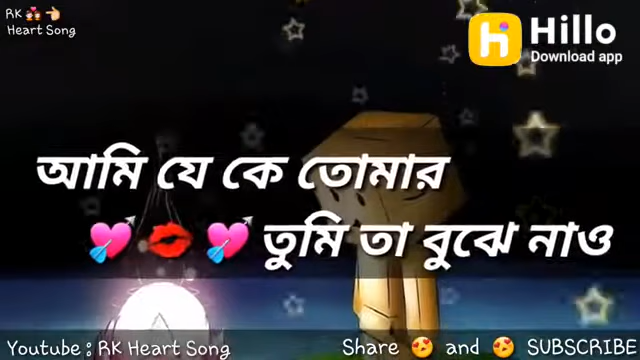 RK 💏 👈
Heart Song
Hillo
Download app
আমি যে কে তোমার
💘 💋 💘 তুমি তা বুঝে নাও
Youtube : RK Heart Song
Share 😍 and 😍 SUBSCRIBE